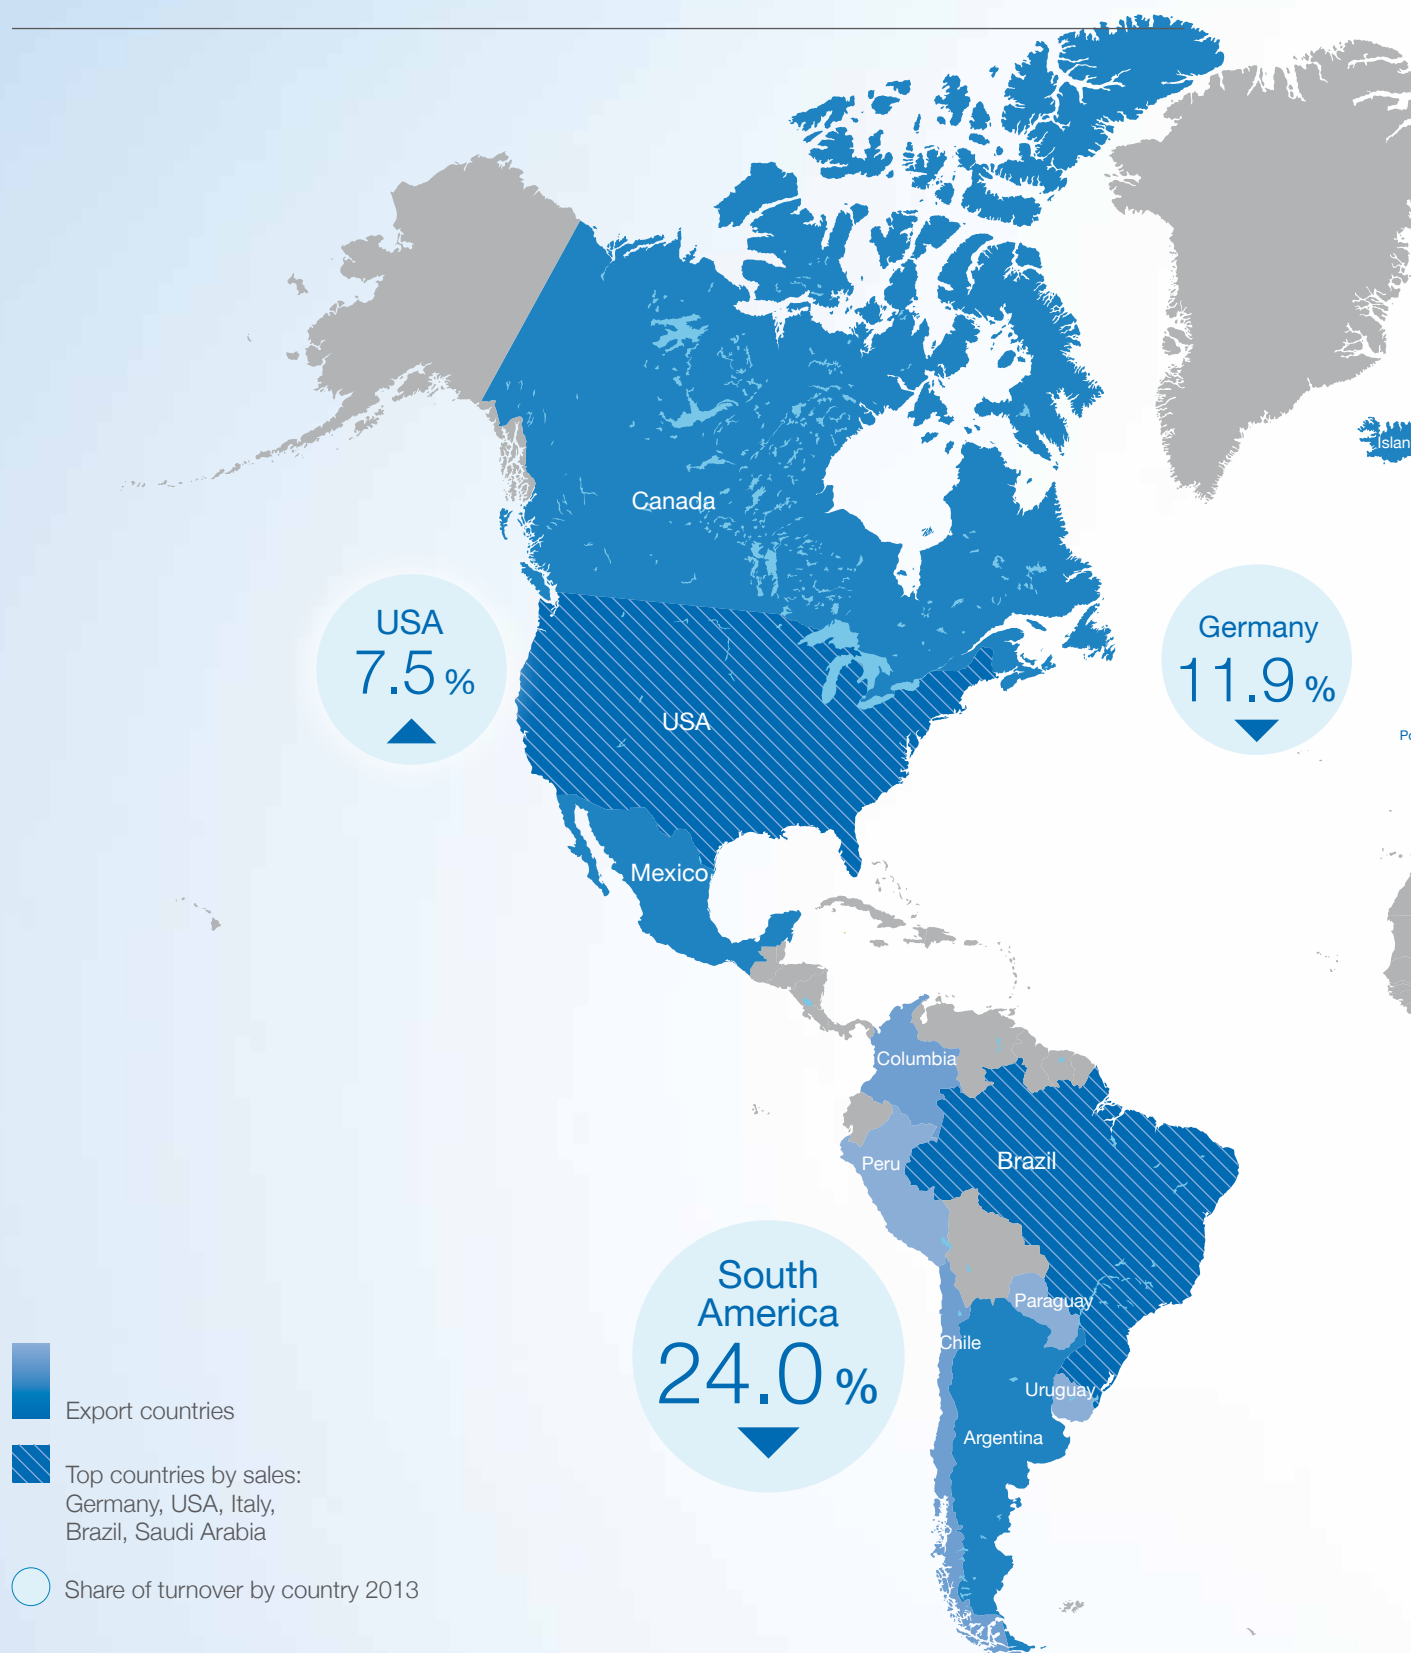 Canada
Islan
USA
7.5 %
Germany
11.9 %
USA
Po
Mexico
Columbia
Peru
Brazil
South
America
24.0 %
Paraguay
Chile
Uruguay
Argentina
Export countries
Top countries by sales:
Germany, USA, Italy,
Brazil, Saudi Arabia
Share of turnover by country 2013